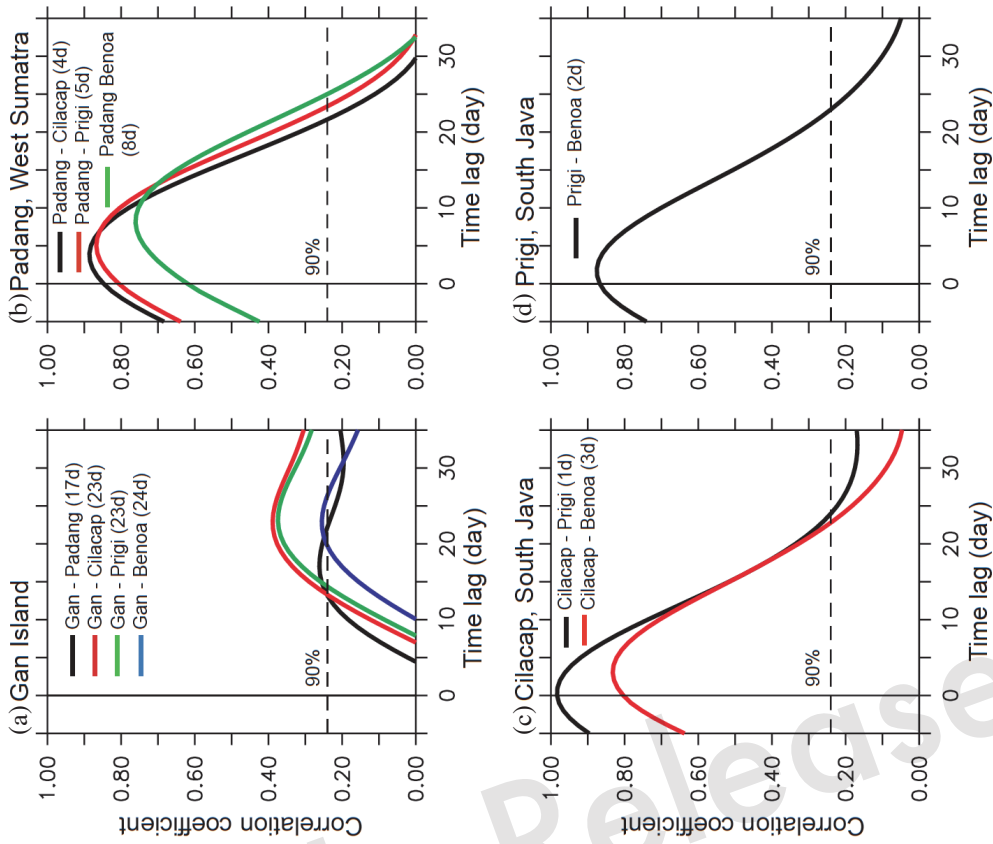 (a) Gan Island
Correlation coefficient
1.00
0.80
0.60
0.40
0.20
0.00
Gan - Padang (17d)
Gan - Cilacap (23d)
Gan - Prigi (23d)
Gan - Benoa (24d)
90%
0
10
20
30
Time lag (day)
(b) Padang, West Sumatra
1.00
0.80
0.60
0.40
0.20
0.00
Padang - Cilacap (4d)
Padang - Prigi (5d)
Padang Benoa
(8d)
90%
0
10
20
30
Time lag (day)
(c) Cilacap, South Java
Correlation coefficient
1.00
0.80
0.60
0.40
0.20
0.00
Cilacap - Prigi (1d)
Cilacap - Benoa (3d)
90%
0
10
20
30
Time lag (day)
(d) Prigi, South Java
1.00
0.80
0.60
0.40
0.20
0.00
Prigi - Benoa (2d)
90%
0
10
20
30
Time lag (day)
Release